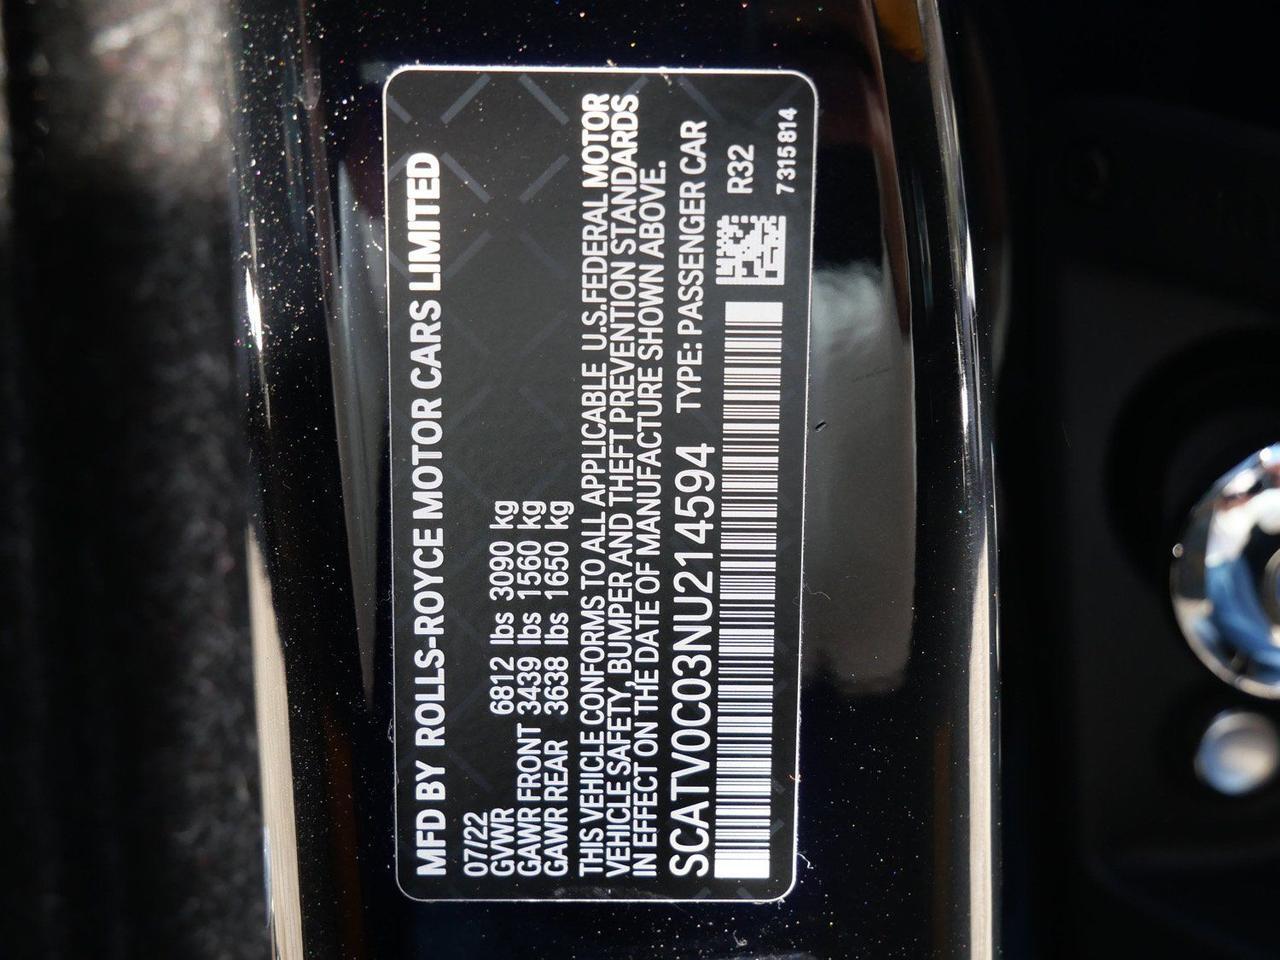 MFD BY ROLLS-ROYCE MOTOR CARS LIMITED
07/22
GVWR 6812 lbs 3090 kg
GAWR FRONT 3439 lbs 1560 kg
GAWR REAR 3638 lbs 1650 kg
THIS VEHICLE CONFORMS TO ALL APPLICABLE U.S.FEDERAL MOTOR
VEHICLE SAFETY, BUMPER AND THEFT PREVENTION STANDARDS
IN EFFECT ON THE DATE OF MANUFACTURE SHOWN ABOVE.
SCATV0C03NU214594 TYPE: PASSENGER CAR
R32
7315814